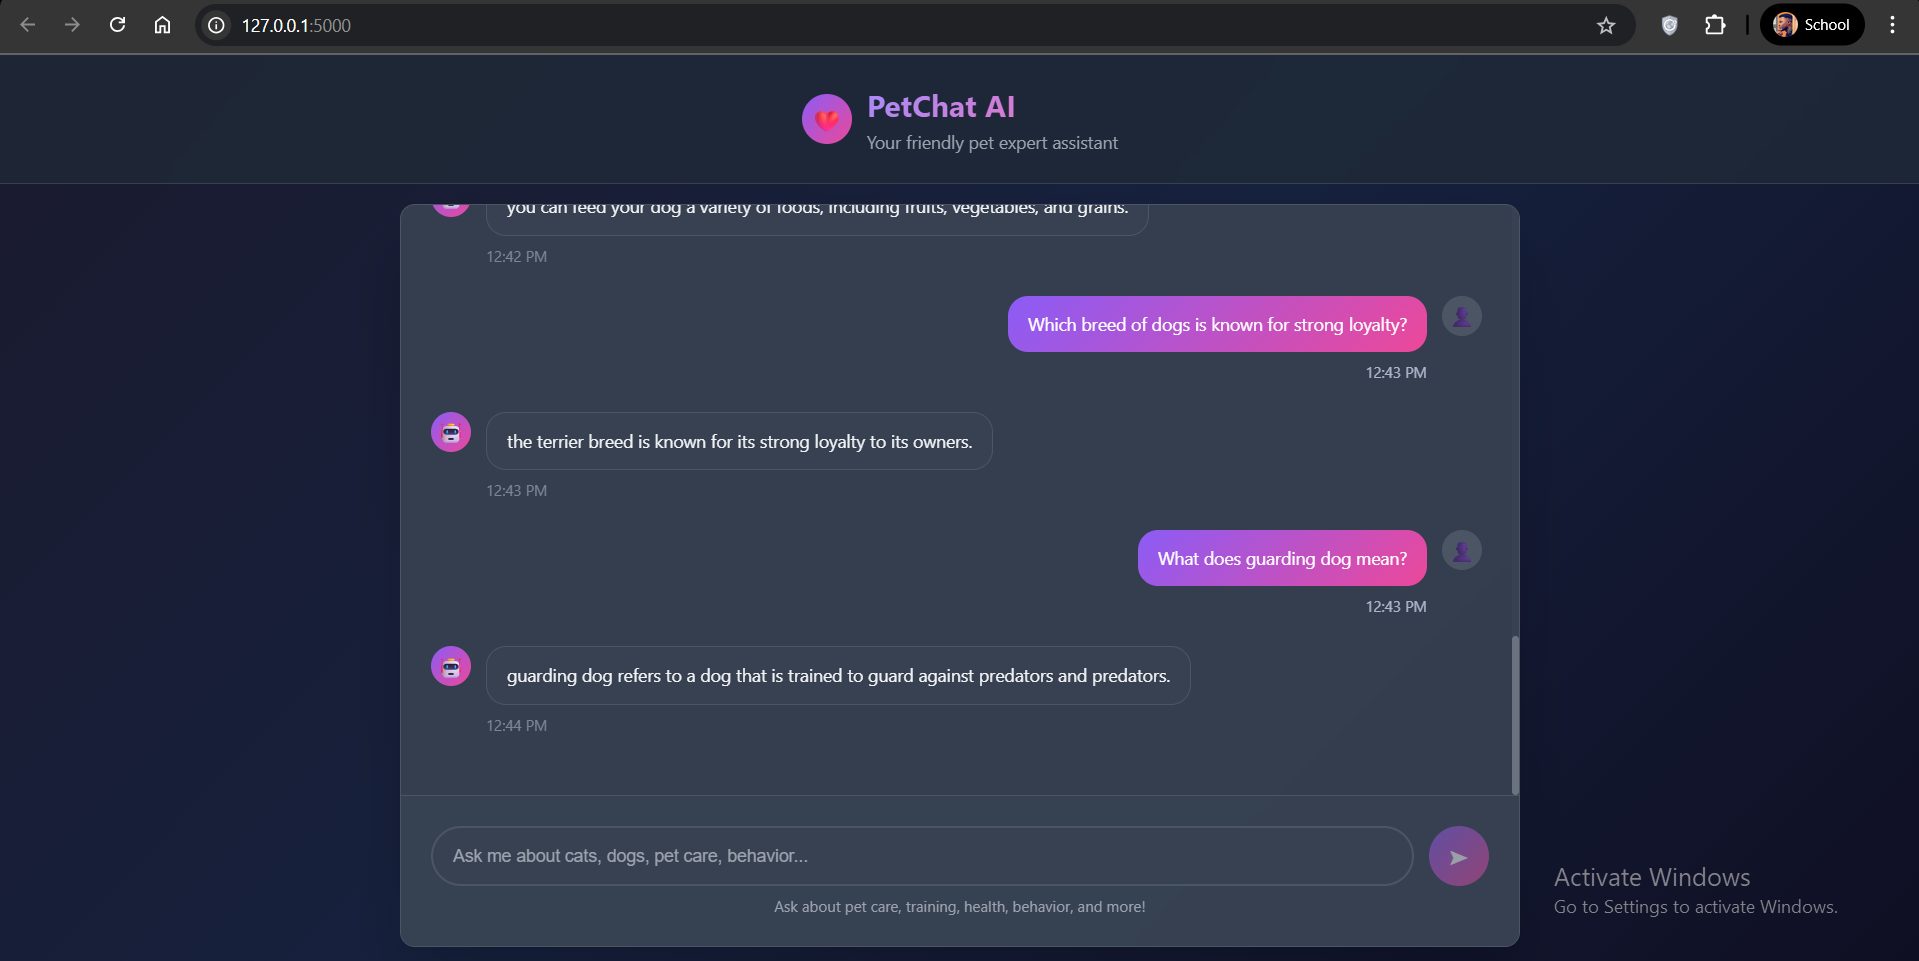 127.0.0.1:5000
School
PetChat AI
Your friendly pet expert assistant
you can feed your dog a variety of foods, including fruits, vegetables, and grains.
12:42 PM
Which breed of dogs is known for strong loyalty?
12:43 PM
the terrier breed is known for its strong loyalty to its owners.
12:43 PM
What does guarding dog mean?
12:43 PM
guarding dog refers to a dog that is trained to guard against predators and predators.
12:44 PM
Ask me about cats, dogs, pet care, behavior...
Ask about pet care, training, health, behavior, and more!
Activate Windows
Go to Settings to activate Windows.